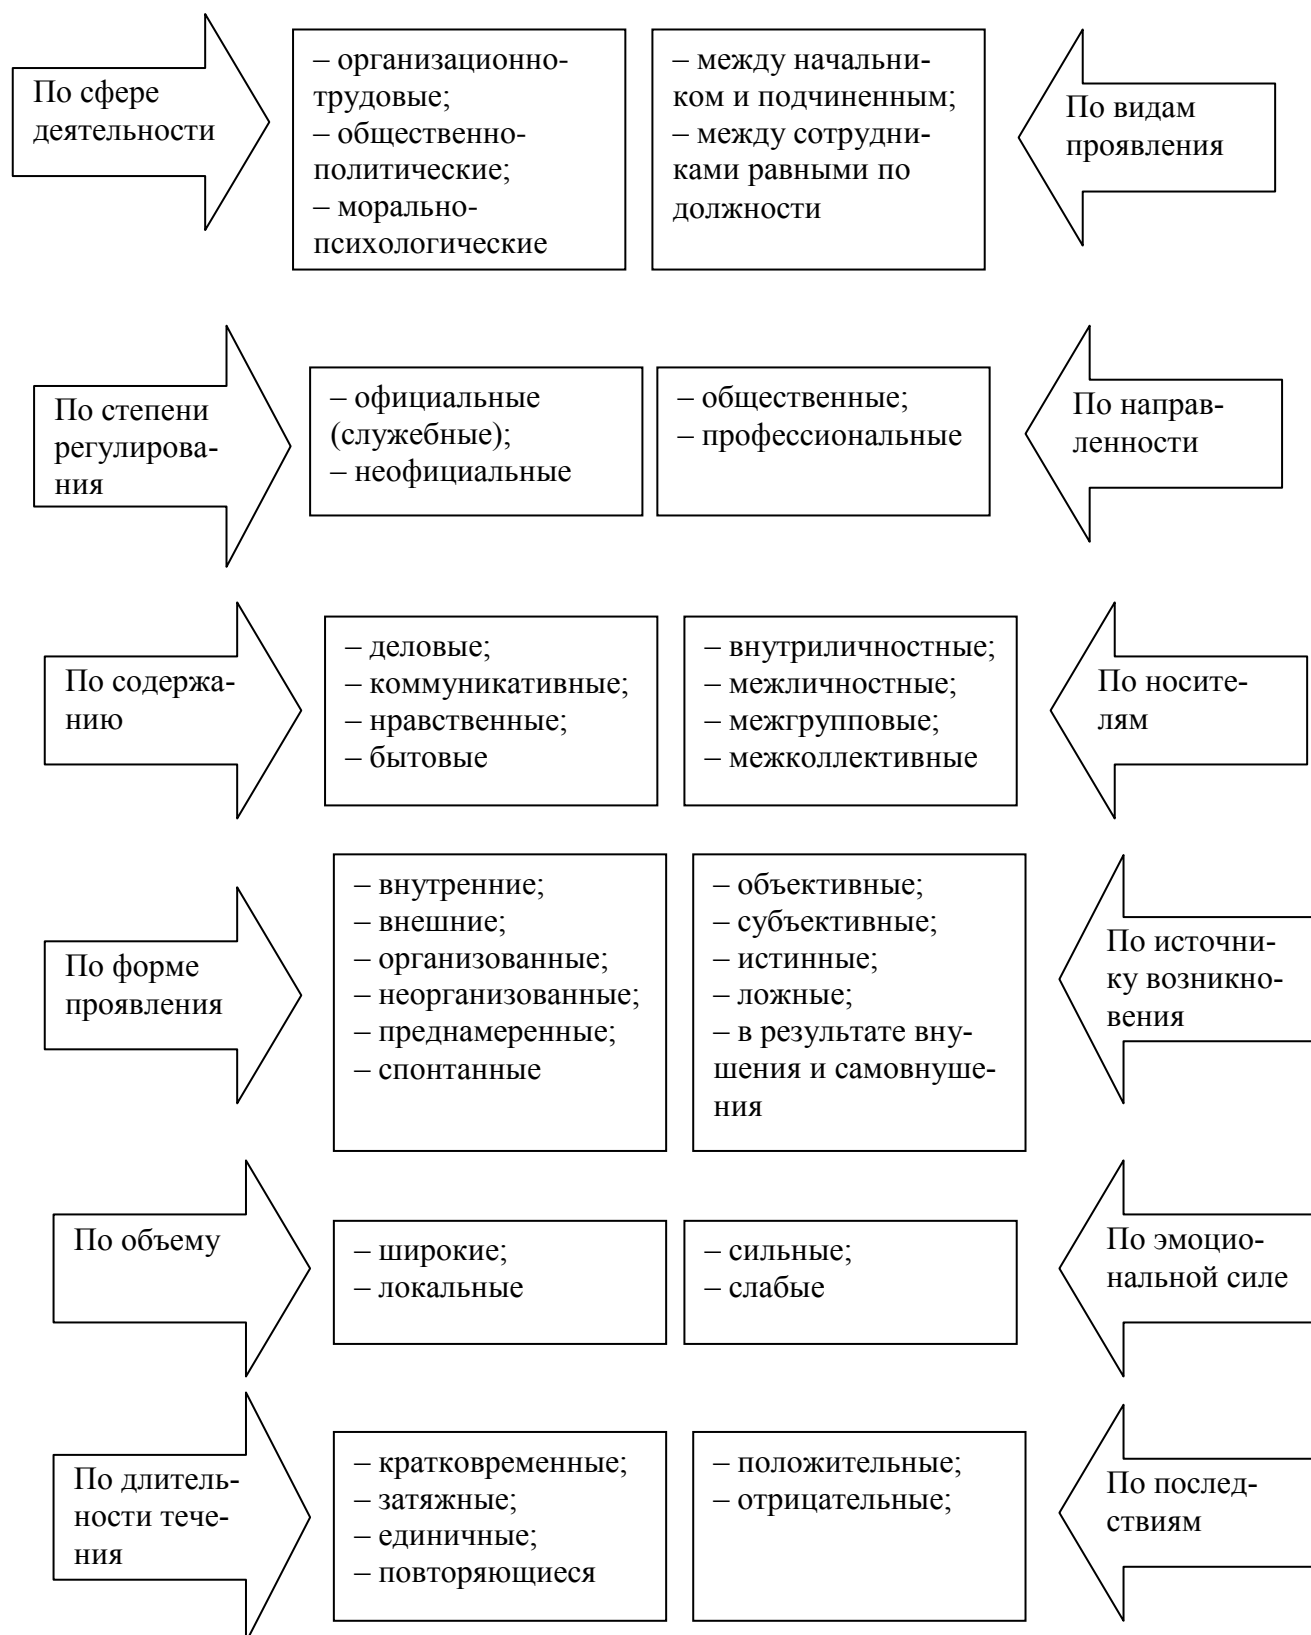 По сфере
деятельности
– организационно-
трудовые;
– общественно-
политические;
– морально-
психологические
– между начальни-
ком и подчиненным;
– между сотрудни-
ками равными по
должности
По видам
проявления
По степени
регулирова-
ния
– официальные
(служебные);
– неофициальные
– общественные;
– профессиональные
По направ-
ленности
По содержа-
нию
– деловые;
– коммуникативные;
– нравственные;
– бытовые
– внутриличностные;
– межличностные;
– межгрупповые;
– межколлективные
По носите-
лям
По форме
проявления
– внутренние;
– внешние;
– организованные;
– неорганизованные;
– преднамеренные;
– спонтанные
– объективные;
– субъективные;
– истинные;
– ложные;
– в результате вну-
шения и самовнуше-
ния
По источни-
ку возникно-
вения
По объему
– широкие;
– локальные
– сильные;
– слабые
По эмоцио-
нальной силе
По длитель-
ности тече-
ния
– кратковременные;
– затяжные;
– единичные;
– повторяющиеся
– положительные;
– отрицательные;
По послед-
ствиям